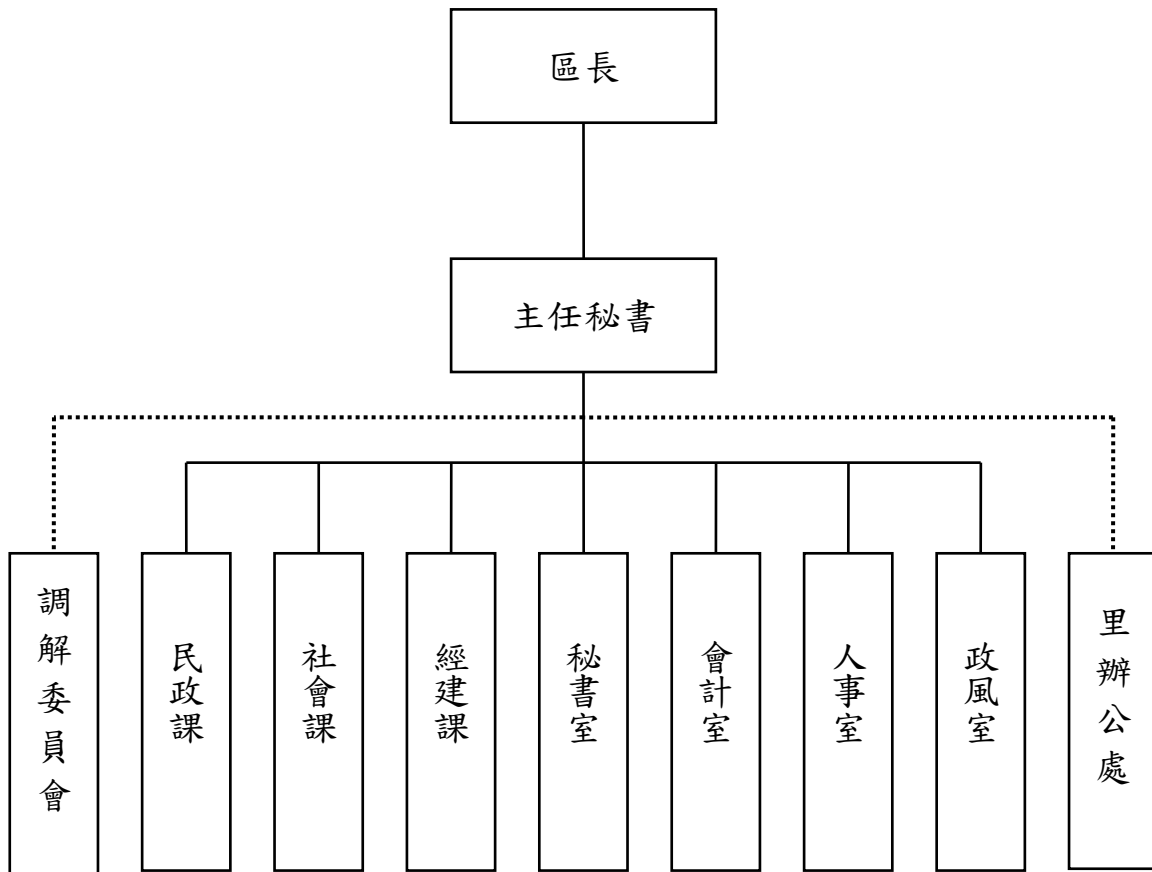 區長
主任秘書
調解委員會
民政課
社會課
經建課
秘書室
會計室
人事室
政風室
里辦公處